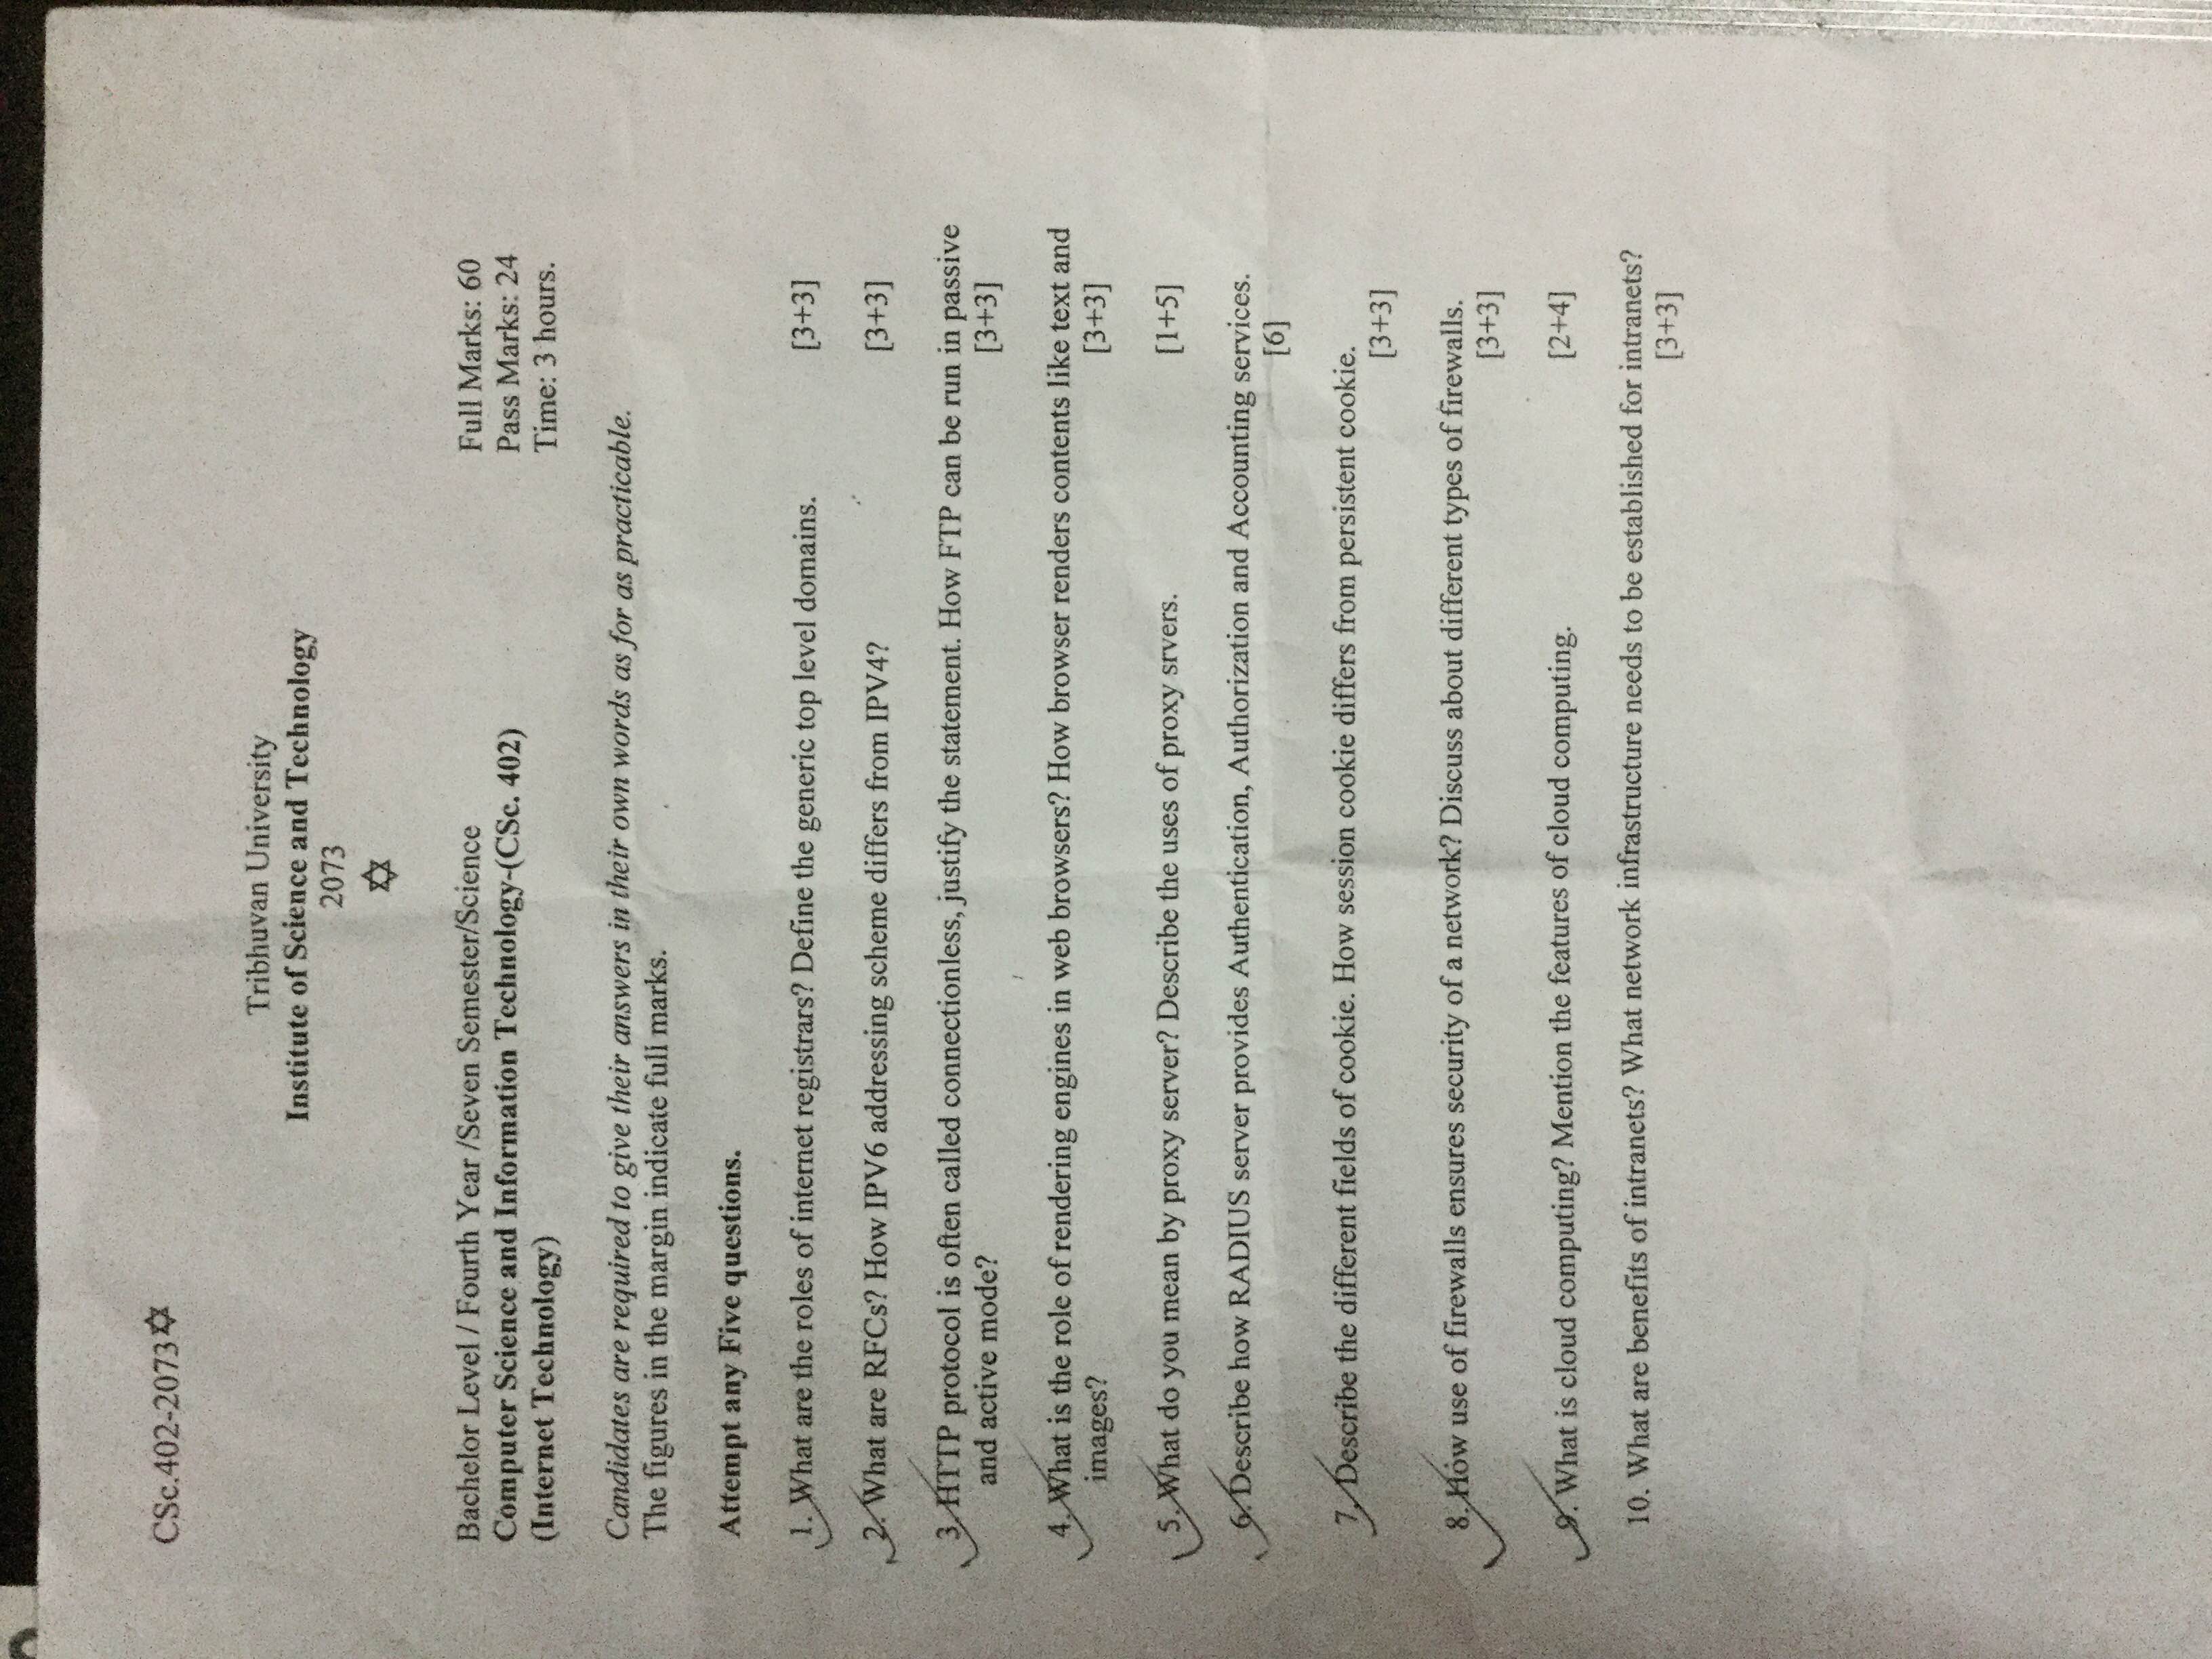 CSc.402-2073✡
Tribhuvan University
Institute of Science and Technology
2073
✡
Bachelor Level / Fourth Year /Seven Semester/Science
Full Marks: 60
Computer Science and Information Technology-(CSc. 402)
Pass Marks: 24
(Internet Technology)
Time: 3 hours.
Candidates are required to give their answers in their own words as for as practicable.
The figures in the margin indicate full marks.
Attempt any Five questions.
1. What are the roles of internet registrars? Define the generic top level domains. [3+3]
2. What are RFCs? How IPV6 addressing scheme differs from IPV4? [3+3]
3. HTTP protocol is often called connectionless, justify the statement. How FTP can be run in passive
and active mode? [3+3]
4. What is the role of rendering engines in web browsers? How browser renders contents like text and
images? [3+3]
5. What do you mean by proxy server? Describe the uses of proxy srvers. [1+5]
6. Describe how RADIUS server provides Authentication, Authorization and Accounting services.
[6]
7. Describe the different fields of cookie. How session cookie differs from persistent cookie.
[3+3]
8. How use of firewalls ensures security of a network? Discuss about different types of firewalls.
[3+3]
9. What is cloud computing? Mention the features of cloud computing. [2+4]
10. What are benefits of intranets? What network infrastructure needs to be established for intranets?
[3+3]